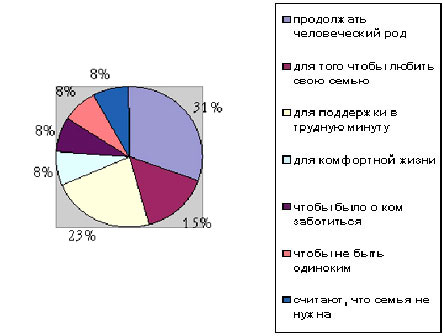 8%
8%
31%
8%
8%
15%
23%
продолжать
человеческий род
для того чтобы любить
свою семью
для поддержки в
трудную минуту
для комфортной жизни
чтобы было о ком
заботиться
чтобы не быть
одиноким
считают, что семья не
нужна